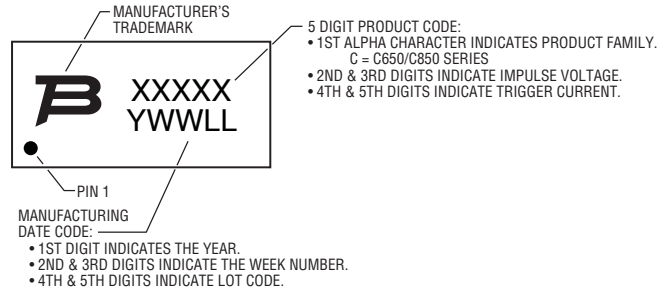 MANUFACTURER'S
TRADEMARK
5 DIGIT PRODUCT CODE:
• 1ST ALPHA CHARACTER INDICATES PRODUCT FAMILY.
C = C650/C850 SERIES
• 2ND & 3RD DIGITS INDICATE IMPULSE VOLTAGE.
• 4TH & 5TH DIGITS INDICATE TRIGGER CURRENT.
XXXXX
YWWLL
PIN 1
MANUFACTURING
DATE CODE:
• 1ST DIGIT INDICATES THE YEAR.
• 2ND & 3RD DIGITS INDICATE THE WEEK NUMBER.
• 4TH & 5TH DIGITS INDICATE LOT CODE.